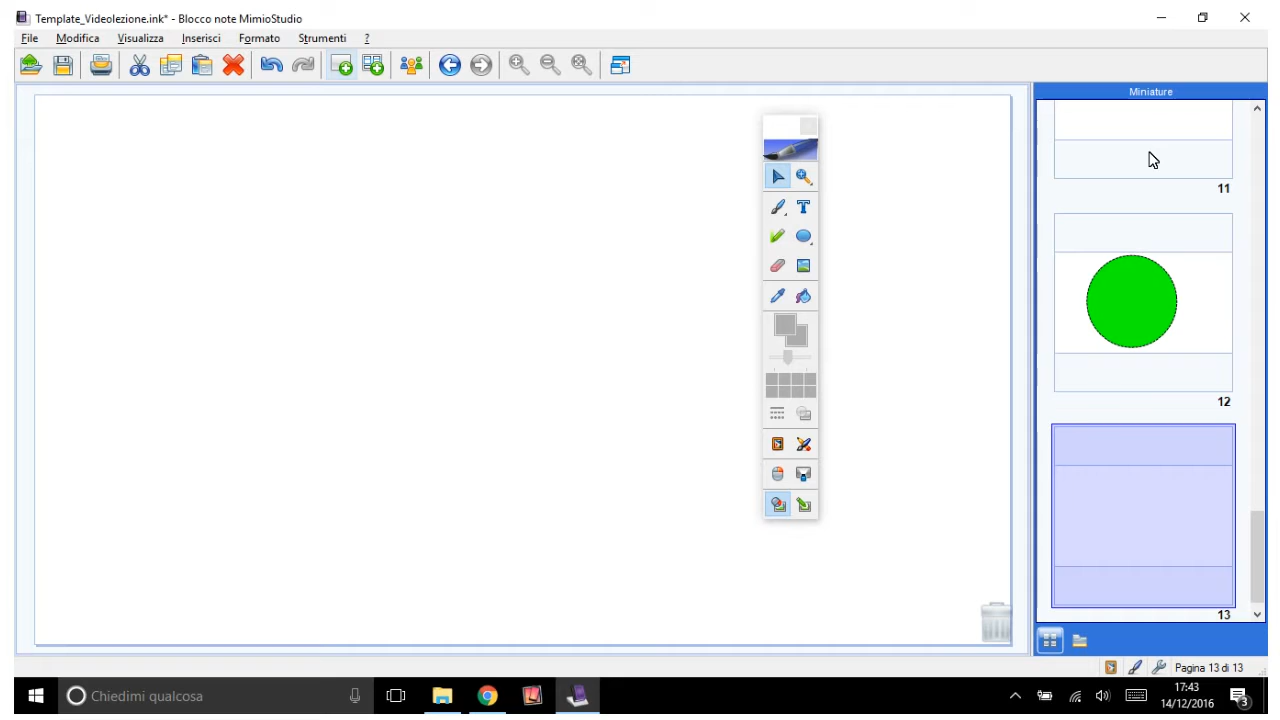 Template_Videolezione.ink* - Blocco note MimioStudio
File Modifica Visualizza Inserisci Formato Strumenti ?
Miniature
11
12
13
T
Pagina 13 di 13
Chiedimi qualcosa
17:43
14/12/2016
3